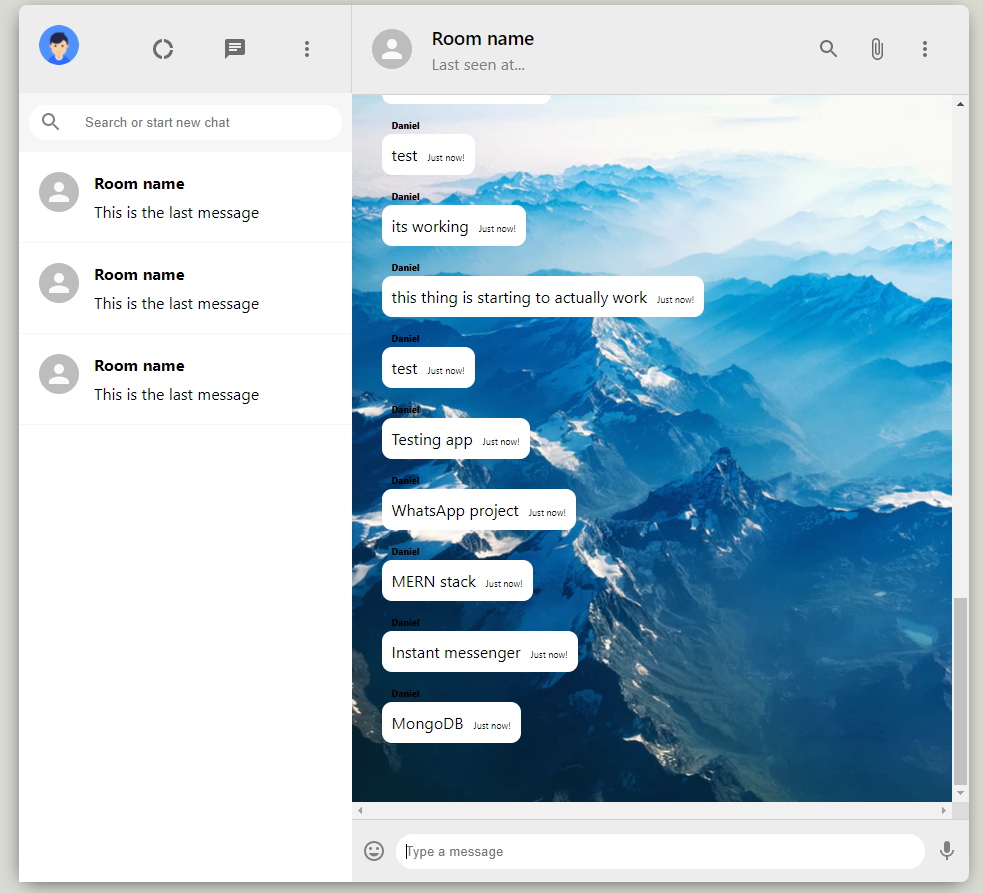 Room name
Last seen at...
Search or start new chat
Room name
This is the last message
Room name
This is the last message
Room name
This is the last message
Daniel
test Just now!
Daniel
its working Just now!
Daniel
this thing is starting to actually work Just now!
Daniel
test Just now!
Daniel
Testing app Just now!
Daniel
WhatsApp project Just now!
Daniel
MERN stack Just now!
Daniel
Instant messenger Just now!
Daniel
MongoDB Just now!
Type a message